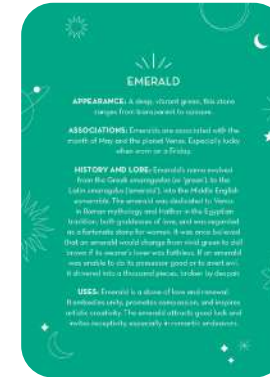 EMERALD
APPEARANCE: A deep, vibrant green, this stone
ranges from transparent to opaque.
ASSOCIATIONS: Emeralds are associated with the
month of May and the planet Venus. Especially lucky
when worn on a Friday.
HISTORY AND LORE: Emerald's name evolved
from the Greek smaragdos (or 'green'), to the
Latin smaragdus ('emerald'), into the Middle English
esmeralde. The emerald was dedicated to Venus
in Roman mythology and Hathor in the Egyptian
tradition, both goddesses of love, and was regarded
as a fortunate stone for women. It was once believed
that an emerald would change from vivid green to dull
brown if its wearer's lover was faithless. If an emerald
was unable to do its possessor good or to avert evil,
it shivered into a thousand pieces, broken by despair.
USES: Emerald is a stone of love and renewal.
It embodies unity, promotes compassion, and inspires
artistic creativity. The emerald attracts good luck and
invites receptivity, especially in romantic endeavors.